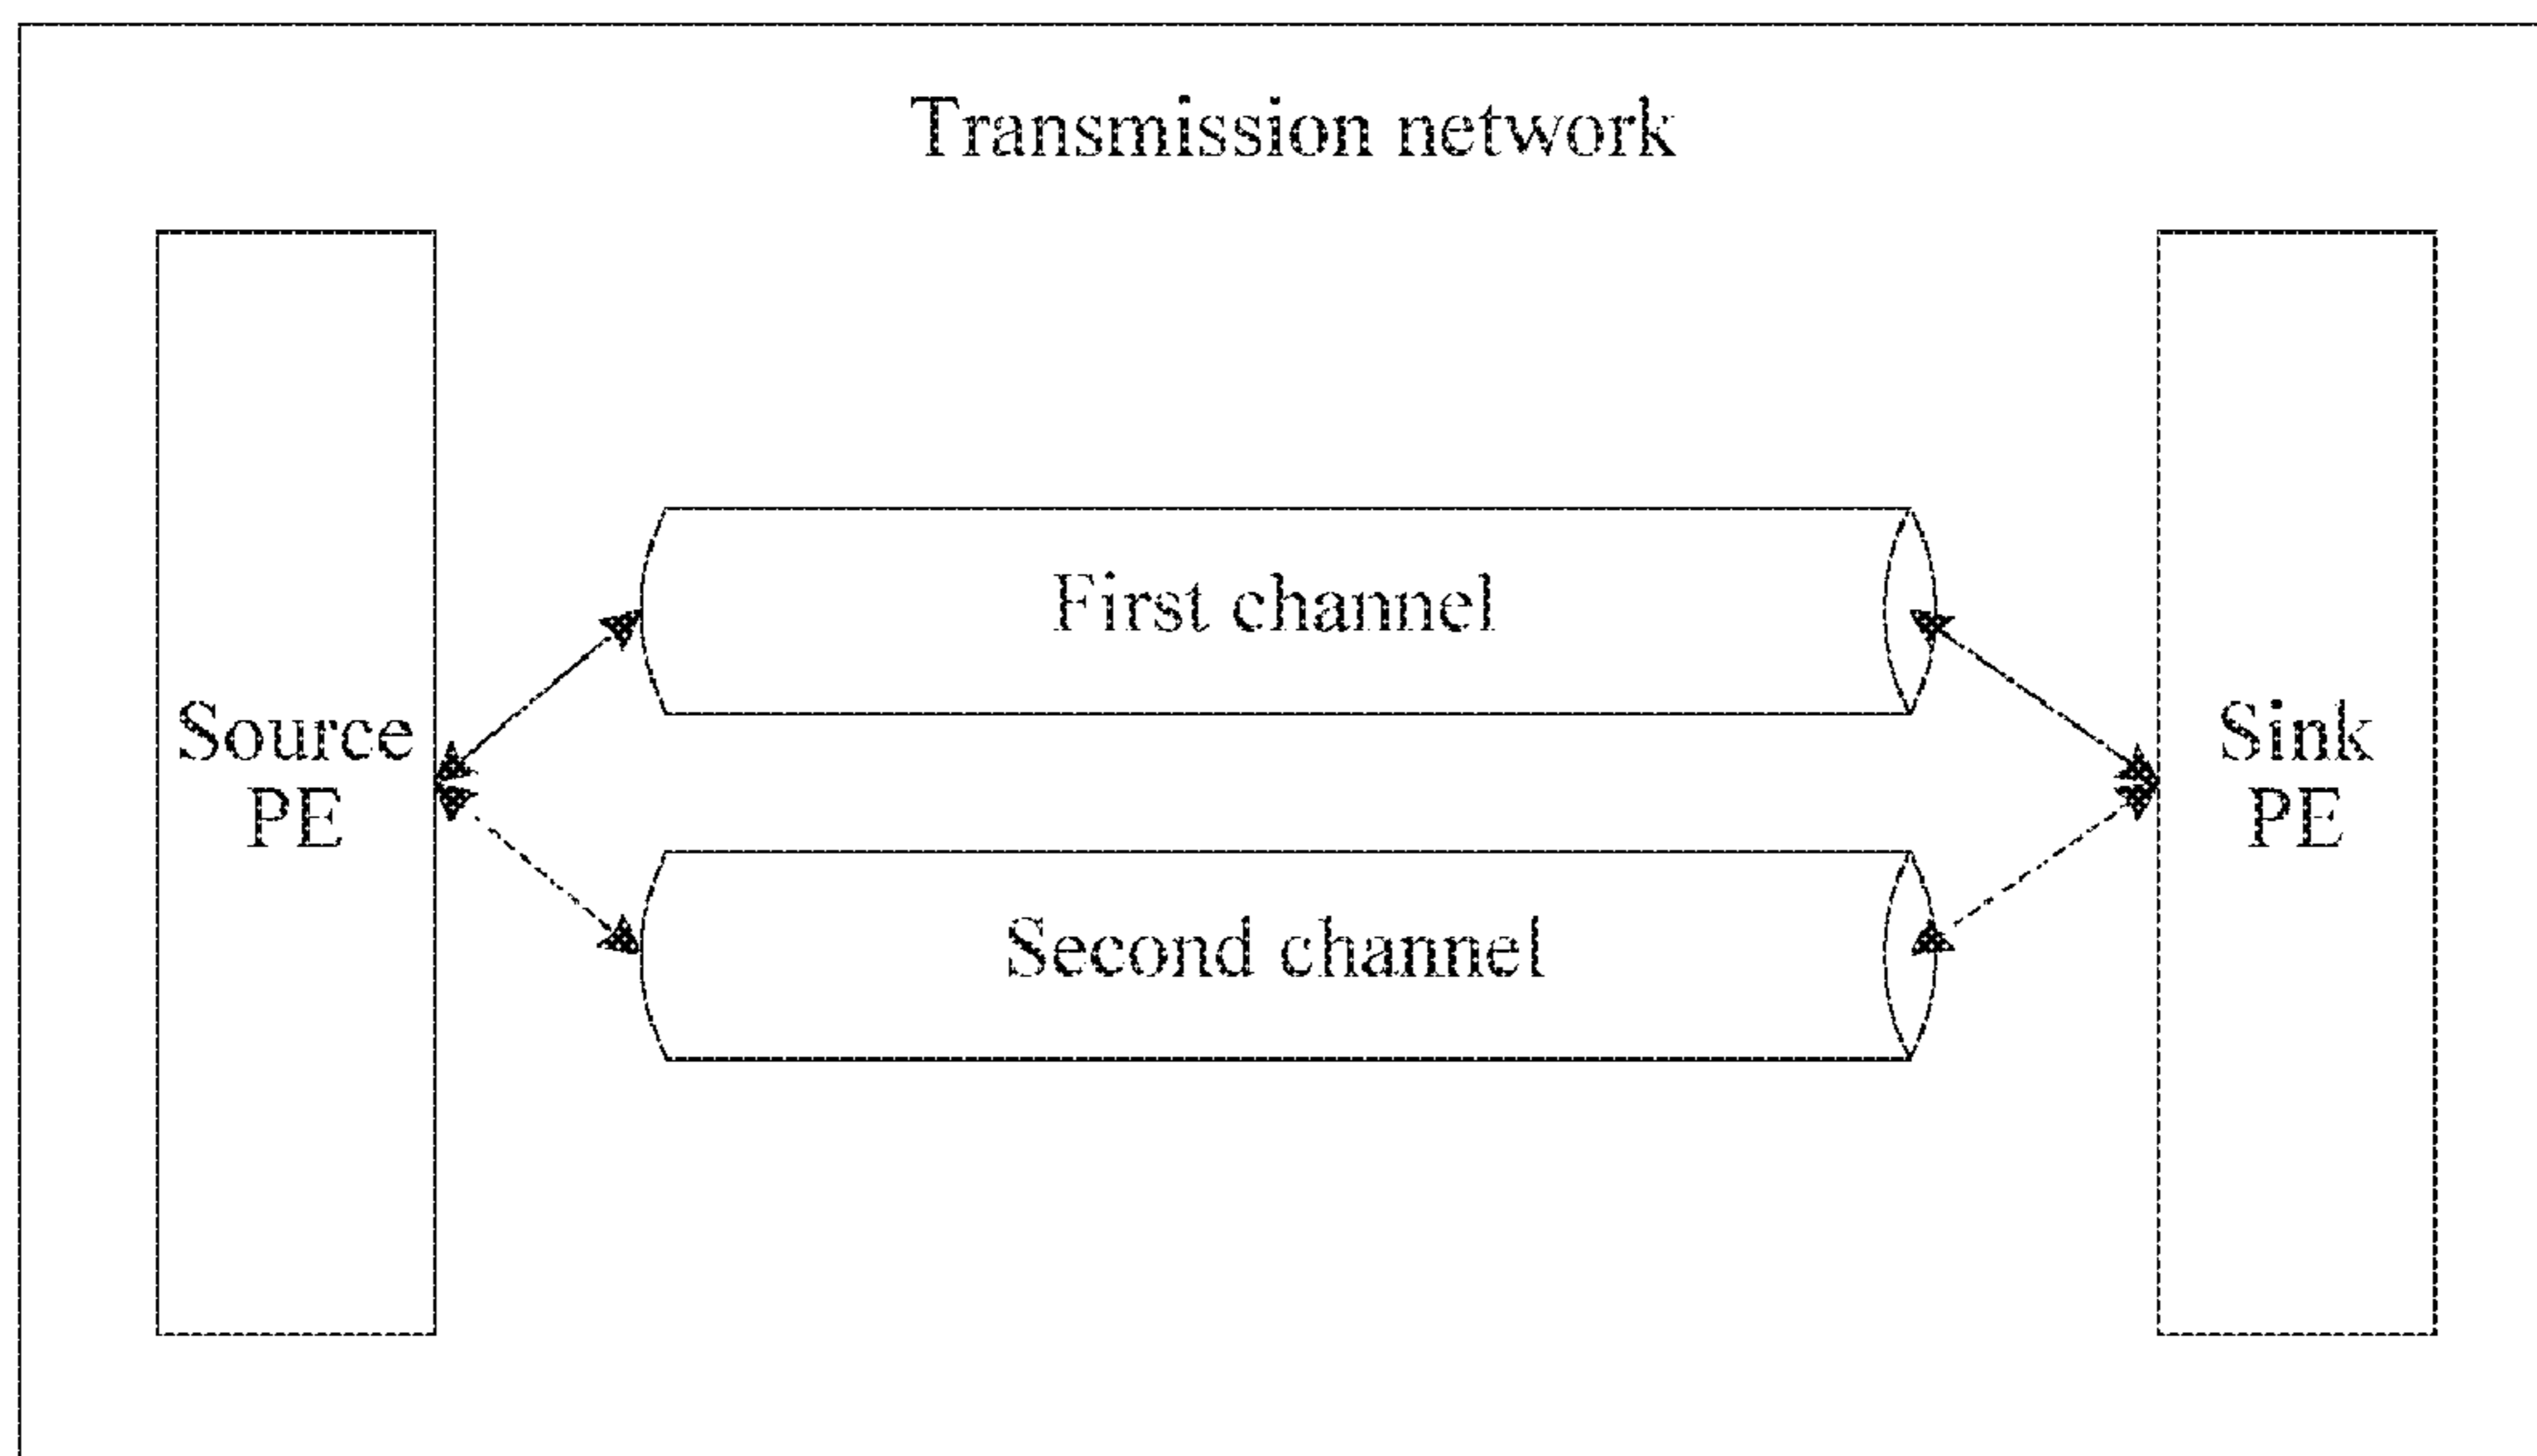 Transmission network
First channel
Source
PE
Sink
PE
Second channel